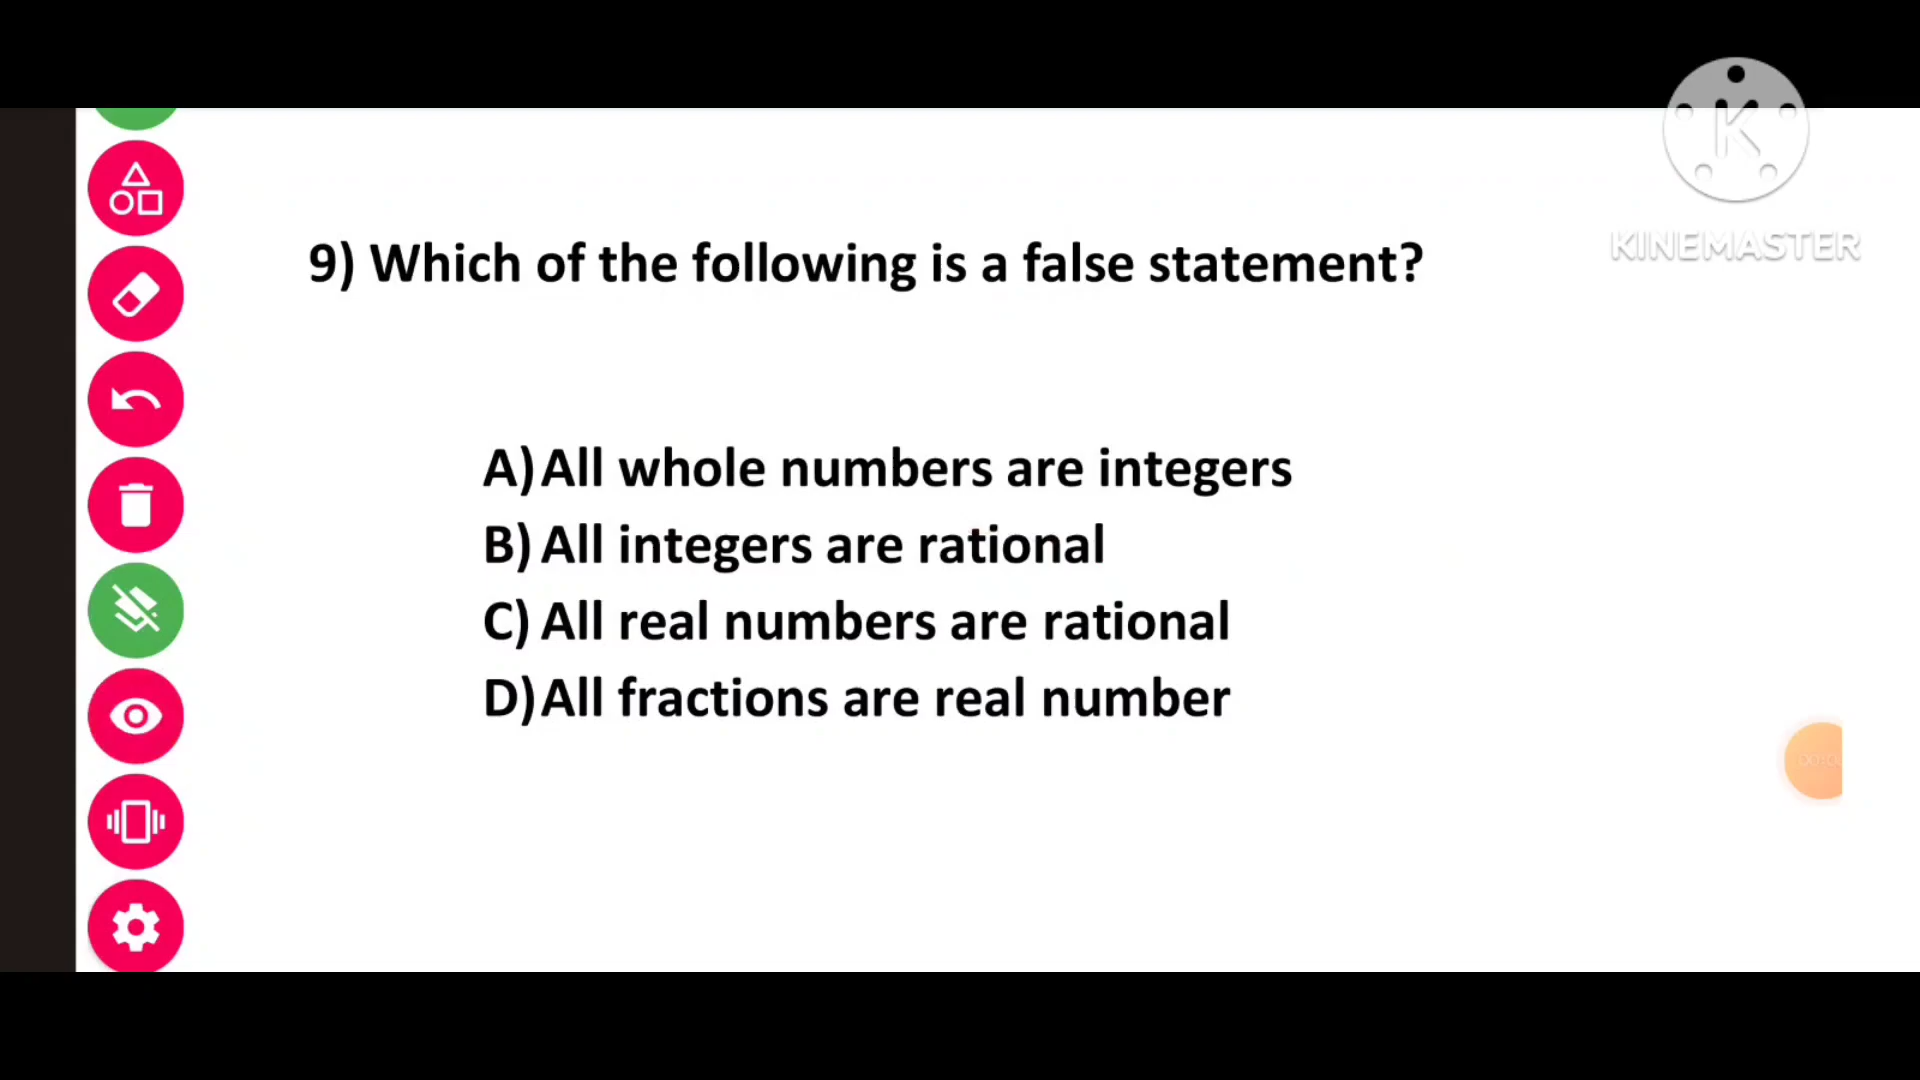 KINEMASTER
9) Which of the following is a false statement?
A) All whole numbers are integers
B) All integers are rational
C) All real numbers are rational
D) All fractions are real number